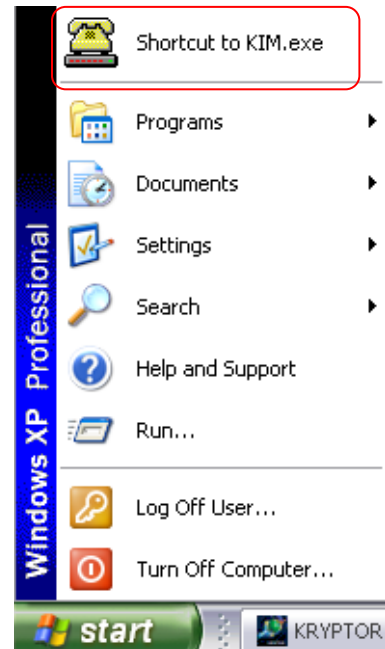 Shortcut to KIM.exe
Programs
Documents
Settings
Search
Help and Support
Run...
Log Off User...
Turn Off Computer...
Windows XP Professional
start
KRYPTOR